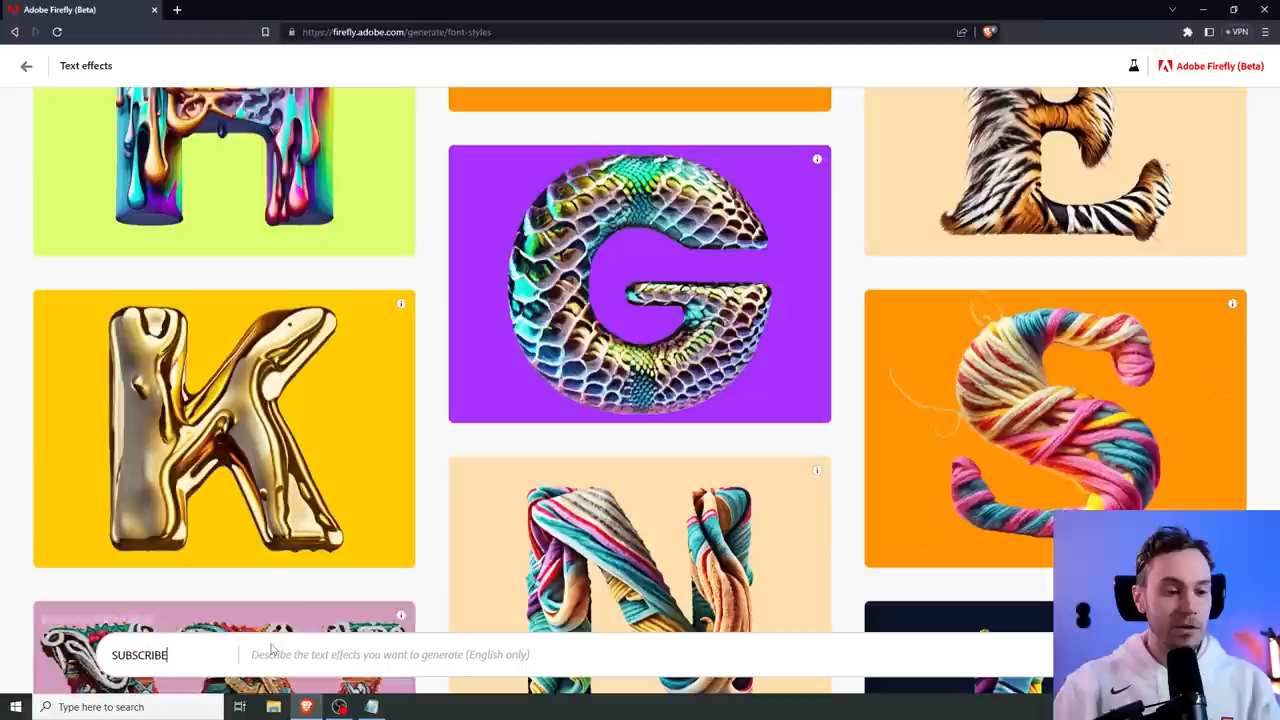 Adobe Firefly (Beta)
https://firefly.adobe.com/generate/font-styles
VPN
Text effects
Adobe Firefly (Beta)
H
E
G
K
S
N
SUBSCRIBE
Describe the text effects you want to generate (English only)
Type here to search